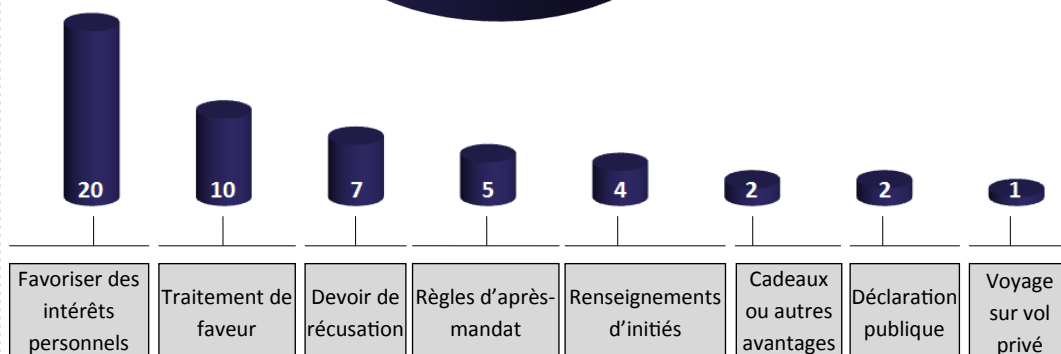 20
10
7
5
4
2
2
1
Favoriser des
intérêts
personnels
Traitement de
faveur
Devoir de
récusation
Règles d'après-
mandat
Renseignements
d'initiés
Cadeaux
ou autres
avantages
Déclaration
publique
Voyage
sur vol
privé